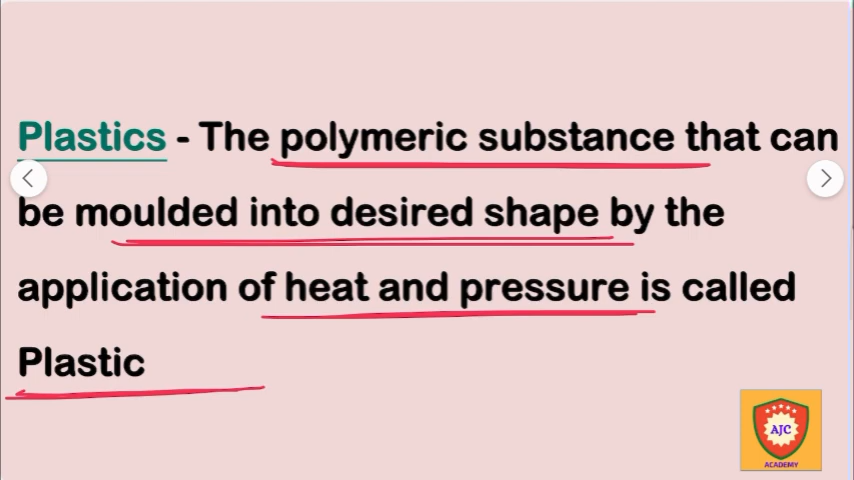 Plastics - The polymeric substance that can
be moulded into desired shape by the
application of heat and pressure is called
Plastic
AJC
ACADEMY